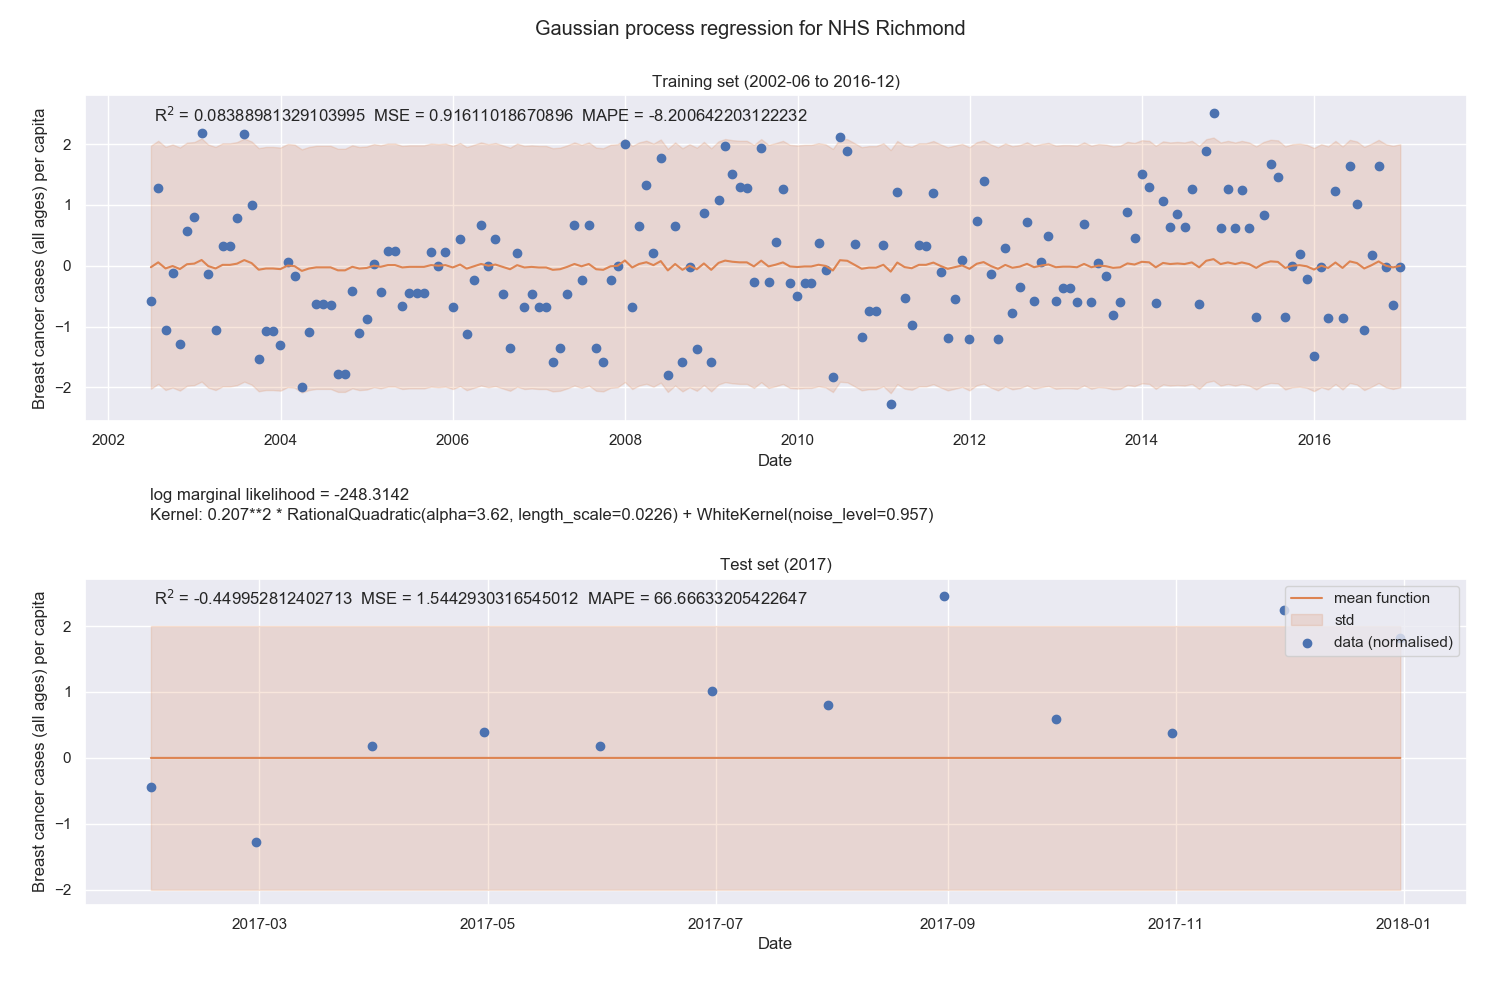 Gaussian process regression for NHS Richmond
Training set (2002-06 to 2016-12)
R² = 0.08388981329103995 MSE = 0.91611018670896 MAPE = -8.200642203122232
Breast cancer cases (all ages) per capita
2
1
0
−1
−2
2002 2004 2006 2008 2010 2012 2014 2016
Date
log marginal likelihood = -248.3142
Kernel: 0.207**2 * RationalQuadratic(alpha=3.62, length_scale=0.0226) + WhiteKernel(noise_level=0.957)
Test set (2017)
R² = -0.449952812402713 MSE = 1.5442930316545012 MAPE = 66.66633205422647
mean function
std
data (normalised)
Breast cancer cases (all ages) per capita
2
1
0
−1
−2
2017-03 2017-05 2017-07 2017-09 2017-11 2018-01
Date